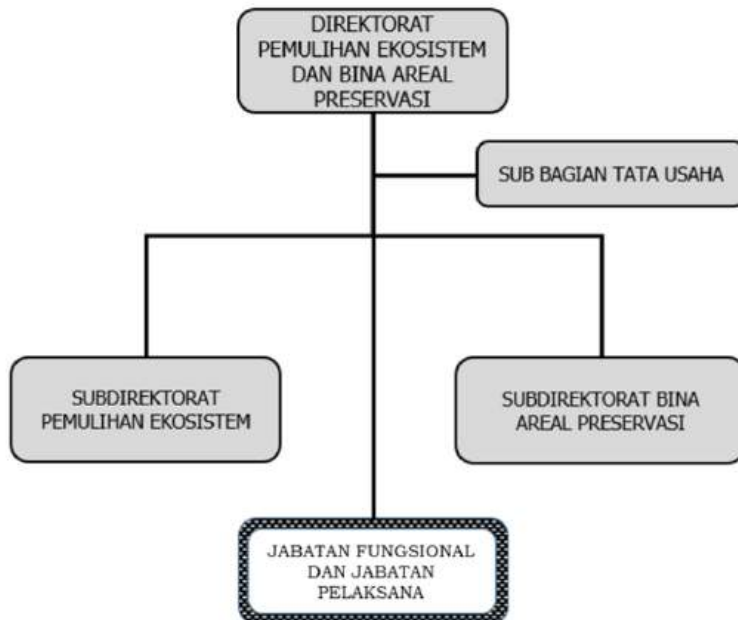 DIREKTORAT
PEMULIHAN EKOSISTEM
DAN BINA AREAL
PRESERVASI
SUB BAGIAN TATA USAHA
SUBDIREKTORAT
PEMULIHAN EKOSISTEM
SUBDIREKTORAT BINA
AREAL PRESERVASI
JABATAN FUNGSIONAL
DAN JABATAN
PELAKSANA